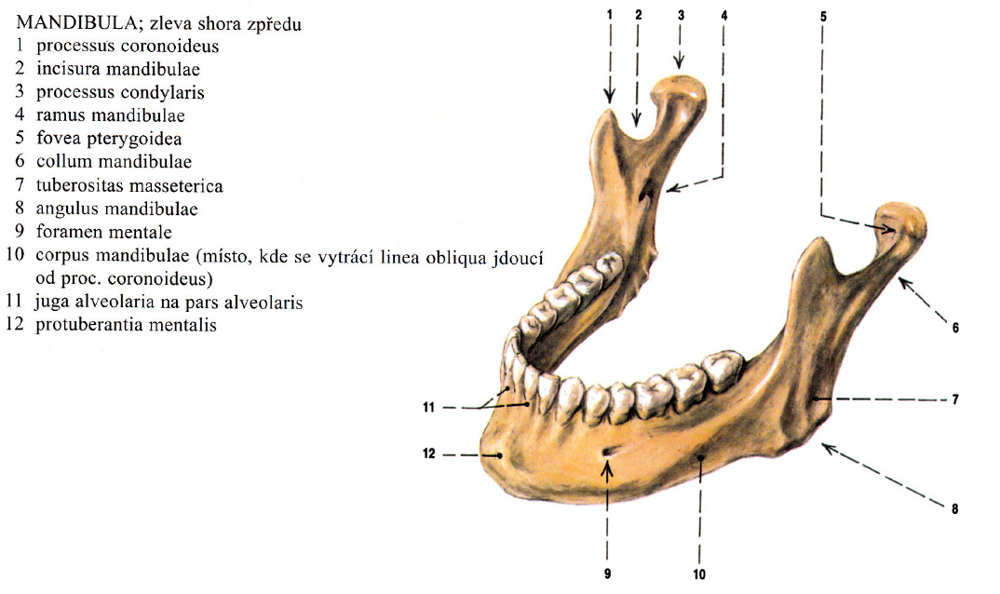 MANDIBULA; zleva shora zpředu
1 processus coronoideus
2 incisura mandibulae
3 processus condylaris
4 ramus mandibulae
5 fovea pterygoidea
6 collum mandibulae
7 tuberositas masseterica
8 angulus mandibulae
9 foramen mentale
10 corpus mandibulae (místo, kde se vytrácí linea obliqua jdoucí
od proc. coronoideus)
11 juga alveolaria na pars alveolaris
12 protuberantia mentalis
1 2 3 4 5
6
11 7
12
8
9 10